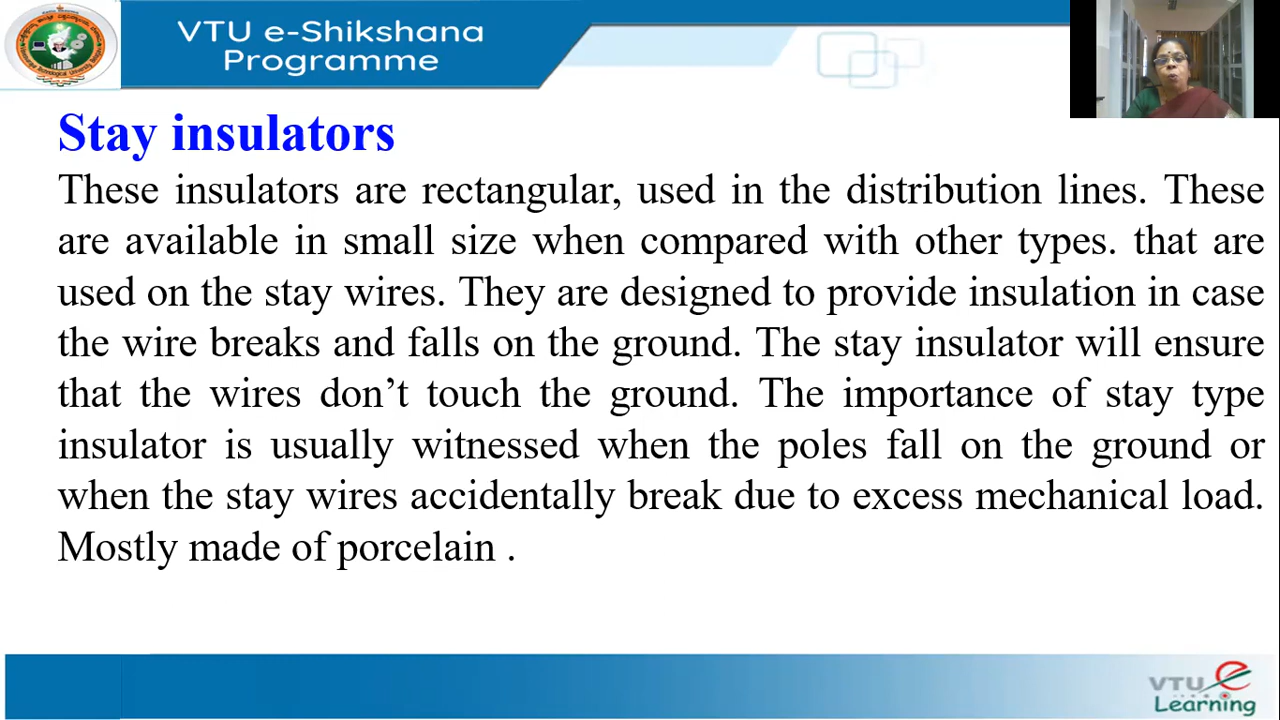 VTU e-Shikshana
Programme
Stay insulators
These insulators are rectangular, used in the distribution lines. These
are available in small size when compared with other types. that are
used on the stay wires. They are designed to provide insulation in case
the wire breaks and falls on the ground. The stay insulator will ensure
that the wires don’t touch the ground. The importance of stay type
insulator is usually witnessed when the poles fall on the ground or
when the stay wires accidentally break due to excess mechanical load.
Mostly made of porcelain .
VTU e
Learning